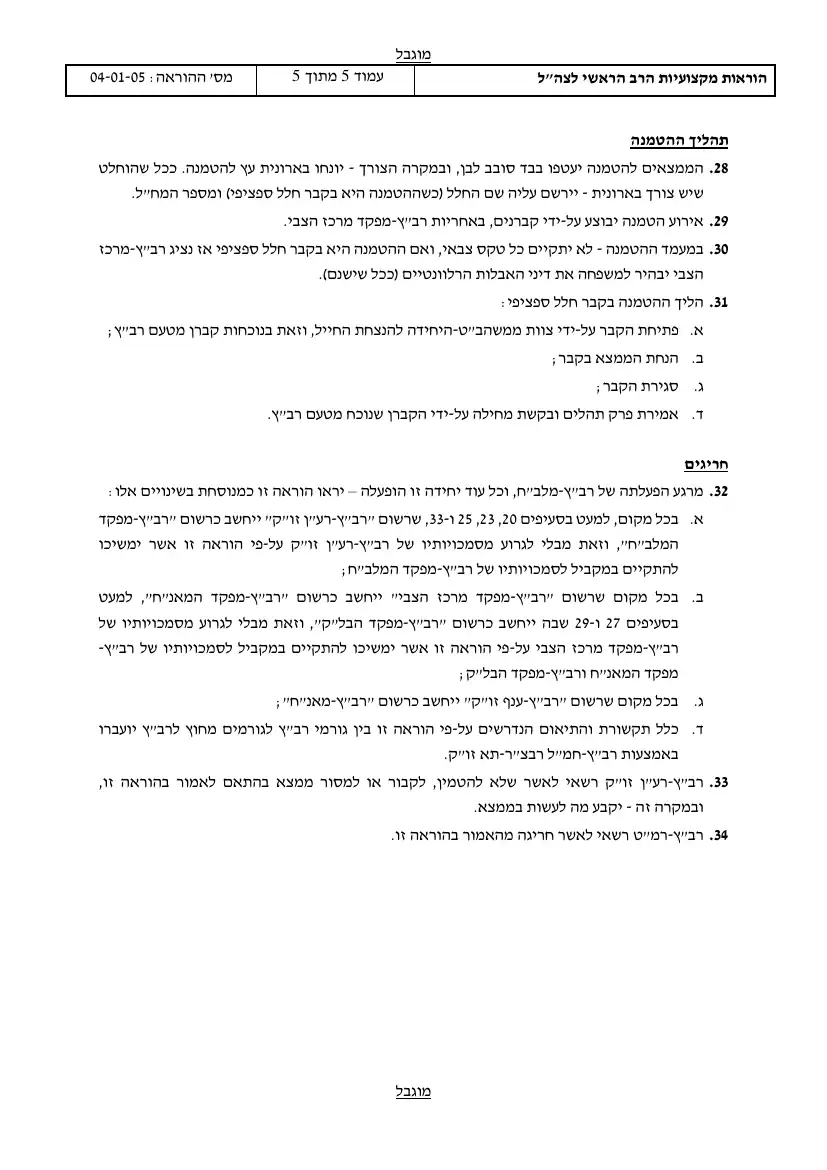 מוגבל
הוראות מקצועיות הרב הראשי לצה״ל עמוד 5 מתוך 5 מס׳ ההוראה: 04-01-05
תהליך ההטמנה
28. הממצאים להטמנה יעטפו בבד סובב לבן, ובמקרה הצורך - יונחו בארונית עץ להטמנה. ככל שהוחלט
שיש צורך בארונית - יירשם עליה שם החלל (כשההטמנה היא בקבר חלל ספציפי) ומספר המח״ל.
29. אירוע הטמנה יבוצע על-ידי קברנים, באחריות רב״ץ-מפקד מרכז הצבי.
30. במעמד ההטמנה - לא יתקיים כל טקס צבאי, ואם ההטמנה היא בקבר חלל ספציפי אז נציג רב״ץ-מרכז
הצבי יבהיר למשפחה את דיני האבלות הרלוונטיים (ככל שישנם).
31. הליך ההטמנה בקבר חלל ספציפי:
א. פתיחת הקבר על-ידי צוות ממשהב״ט-היחידה להנצחת החייל, וזאת בנוכחות קברן מטעם רב״ץ;
ב. הנחת הממצא בקבר;
ג. סגירת הקבר;
ד. אמירת פרק תהלים ובקשת מחילה על-ידי הקברן שנוכח מטעם רב״ץ.
חריגים
32. מרגע הפעלתה של רב״ץ-מלב״ח, וכל עוד יחידה זו הופעלה – יראו הוראה זו כמנוסחת בשינויים אלו:
א. בכל מקום, למעט בסעיפים 20, 23, 25 ו-33, שרשום ״רב״ץ-רע״ן זו״ק״ ייחשב כרשום ״רב״ץ-מפקד
המלב״ח״, וזאת מבלי לגרוע מסמכויותיו של רב״ץ-רע״ן זו״ק על-פי הוראה זו אשר ימשיכו
להתקיים במקביל לסמכויותיו של רב״ץ-מפקד המלב״ח;
ב. בכל מקום שרשום ״רב״ץ-מפקד מרכז הצבי״ ייחשב כרשום ״רב״ץ-מפקד המאנ״ח״, למעט
בסעיפים 27 ו-29 שבה ייחשב כרשום ״רב״ץ-מפקד הבל״ק״, וזאת מבלי לגרוע מסמכויותיו של
רב״ץ-מפקד מרכז הצבי על-פי הוראה זו אשר ימשיכו להתקיים במקביל לסמכויותיו של רב״ץ-
מפקד המאנ״ח ורב״ץ-מפקד הבל״ק;
ג. בכל מקום שרשום ״רב״ץ-ענף זו״ק״ ייחשב כרשום ״רב״ץ-מאנ״ח״;
ד. כלל תקשורת והתיאום הנדרשים על-פי הוראה זו בין גורמי רב״ץ לגורמים מחוץ לרב״ץ יועברו
באמצעות רב״ץ-חמ״ל רבצ״ר-תא זו״ק.
33. רב״ץ-רע״ן זו״ק רשאי לאשר שלא להטמין, לקבור או למסור ממצא בהתאם לאמור בהוראה זו,
ובמקרה זה - יקבע מה לעשות בממצא.
34. רב״ץ-רמ״ט רשאי לאשר חריגה מהאמור בהוראה זו.
מוגבל